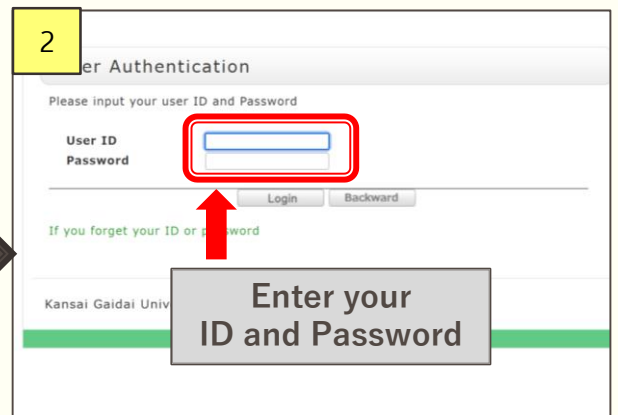 2
er Authentication
Please input your user ID and Password
User ID
Password
Login Backward
If you forget your ID or password
Kansai Gaidai Univ
Enter your
ID and Password